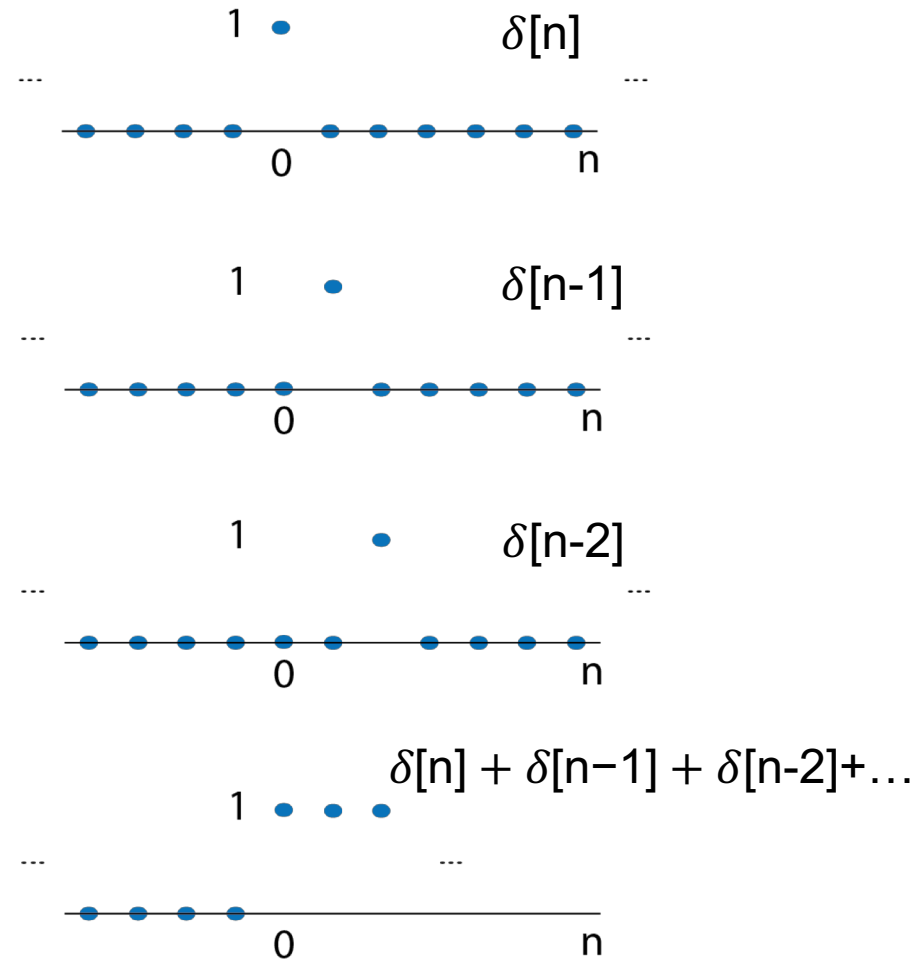 1 𝛿[n]
--- ---
0 n
1 𝛿[n-1]
--- ---
0 n
1 𝛿[n-2]
--- ---
0 n
𝛿[n] + 𝛿[n−1] + 𝛿[n-2]+…
1
--- ---
0 n